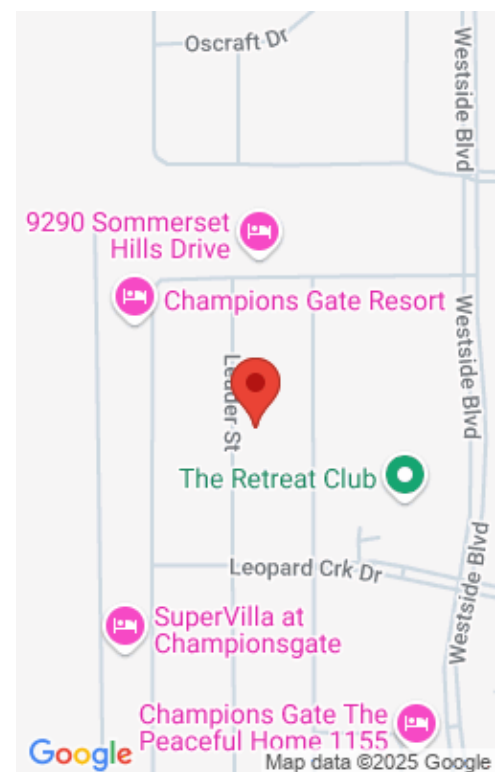 Oscraft Dr
Westside Blvd
9290 Sommerset
Hills Drive
Champions Gate Resort
Westside Blvd
Leader St
The Retreat Club
Leopard Crk Dr
Westside Blvd
SuperVilla at
Championsgate
Champions Gate The
Peaceful Home 1155
Google
Map data ©2025 Google